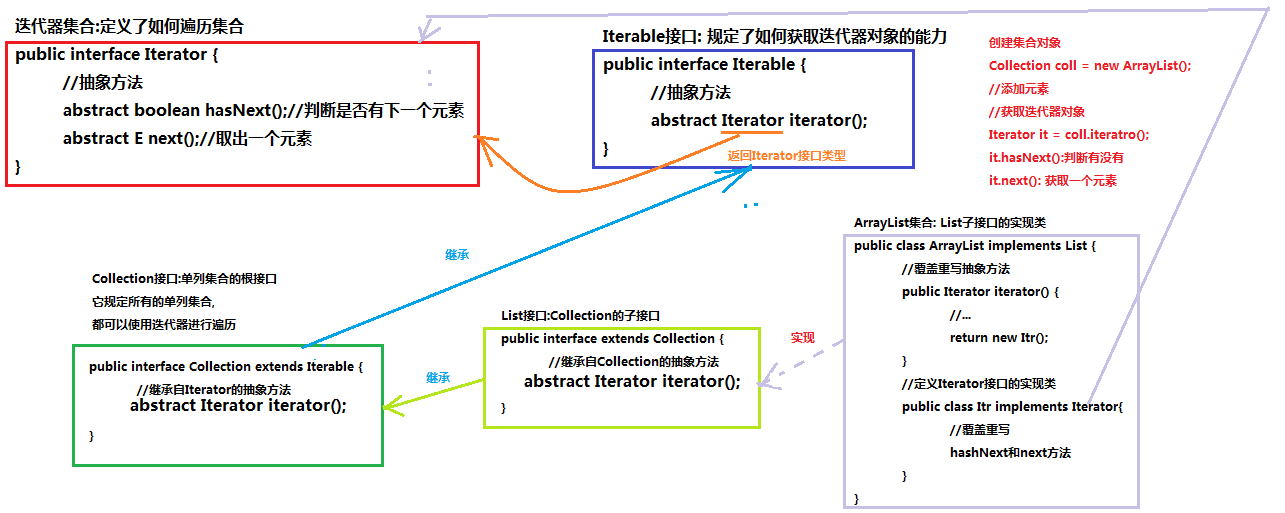 迭代器集合:定义了如何遍历集合
public interface Iterator {
//抽象方法
abstract boolean hasNext();//判断是否有下一个元素
abstract E next();//取出一个元素
}
Iterable接口: 规定了如何获取迭代器对象的能力
public interface Iterable {
//抽象方法
abstract Iterator iterator();
}
返回Iterator接口类型
创建集合对象
Collection coll = new ArrayList();
//添加元素
//获取迭代器对象
Iterator it = coll.iteratro();
it.hasNext():判断有没有
it.next(): 获取一个元素
继承
Collection接口:单列集合的根接口
它规定所有的单列集合,
都可以使用迭代器进行遍历
public interface Collection extends Iterable {
//继承自Iterator的抽象方法
abstract Iterator iterator();
}
继承
List接口:Collection的子接口
public interface extends Collection {
//继承自Collection的抽象方法
abstract Iterator iterator();
}
实现
ArrayList集合: List子接口的实现类
public class ArrayList implements List {
//覆盖重写抽象方法
public Iterator iterator() {
//...
return new Itr();
}
//定义Iterator接口的实现类
public class Itr implements Iterator{
//覆盖重写
hashNext和next方法
}
}